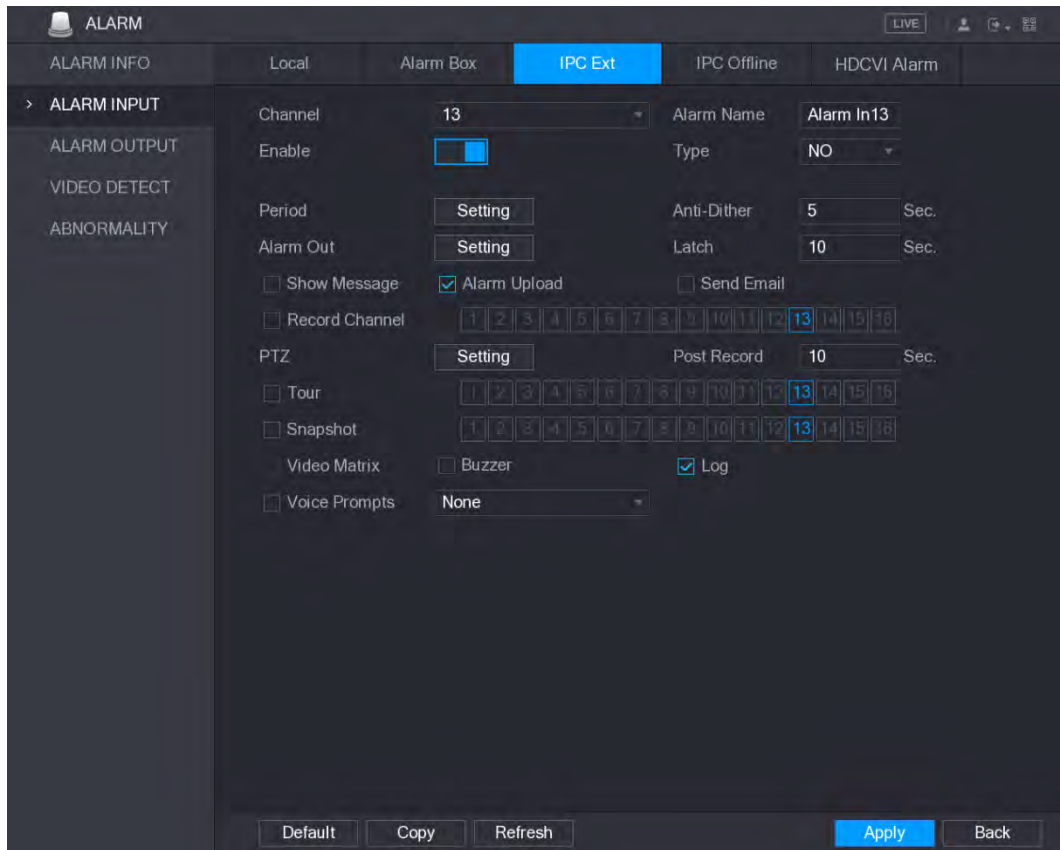 ALARM LIVE
ALARM INFO
ALARM INPUT
ALARM OUTPUT
VIDEO DETECT
ABNORMALITY
Local Alarm Box IPC Ext IPC Offline HDCVI Alarm
Channel 13 Alarm Name Alarm In13
Enable Type NO
Period Setting Anti-Dither 5 Sec.
Alarm Out Setting Latch 10 Sec.
Show Message Alarm Upload Send Email
Record Channel 1 2 3 4 5 6 7 8 9 10 11 12 13 14 15 16
PTZ Setting Post Record 10 Sec.
Tour 1 2 3 4 5 6 7 8 9 10 11 12 13 14 15 16
Snapshot 1 2 3 4 5 6 7 8 9 10 11 12 13 14 15 16
Video Matrix Buzzer Log
Voice Prompts None
Default Copy Refresh Apply Back